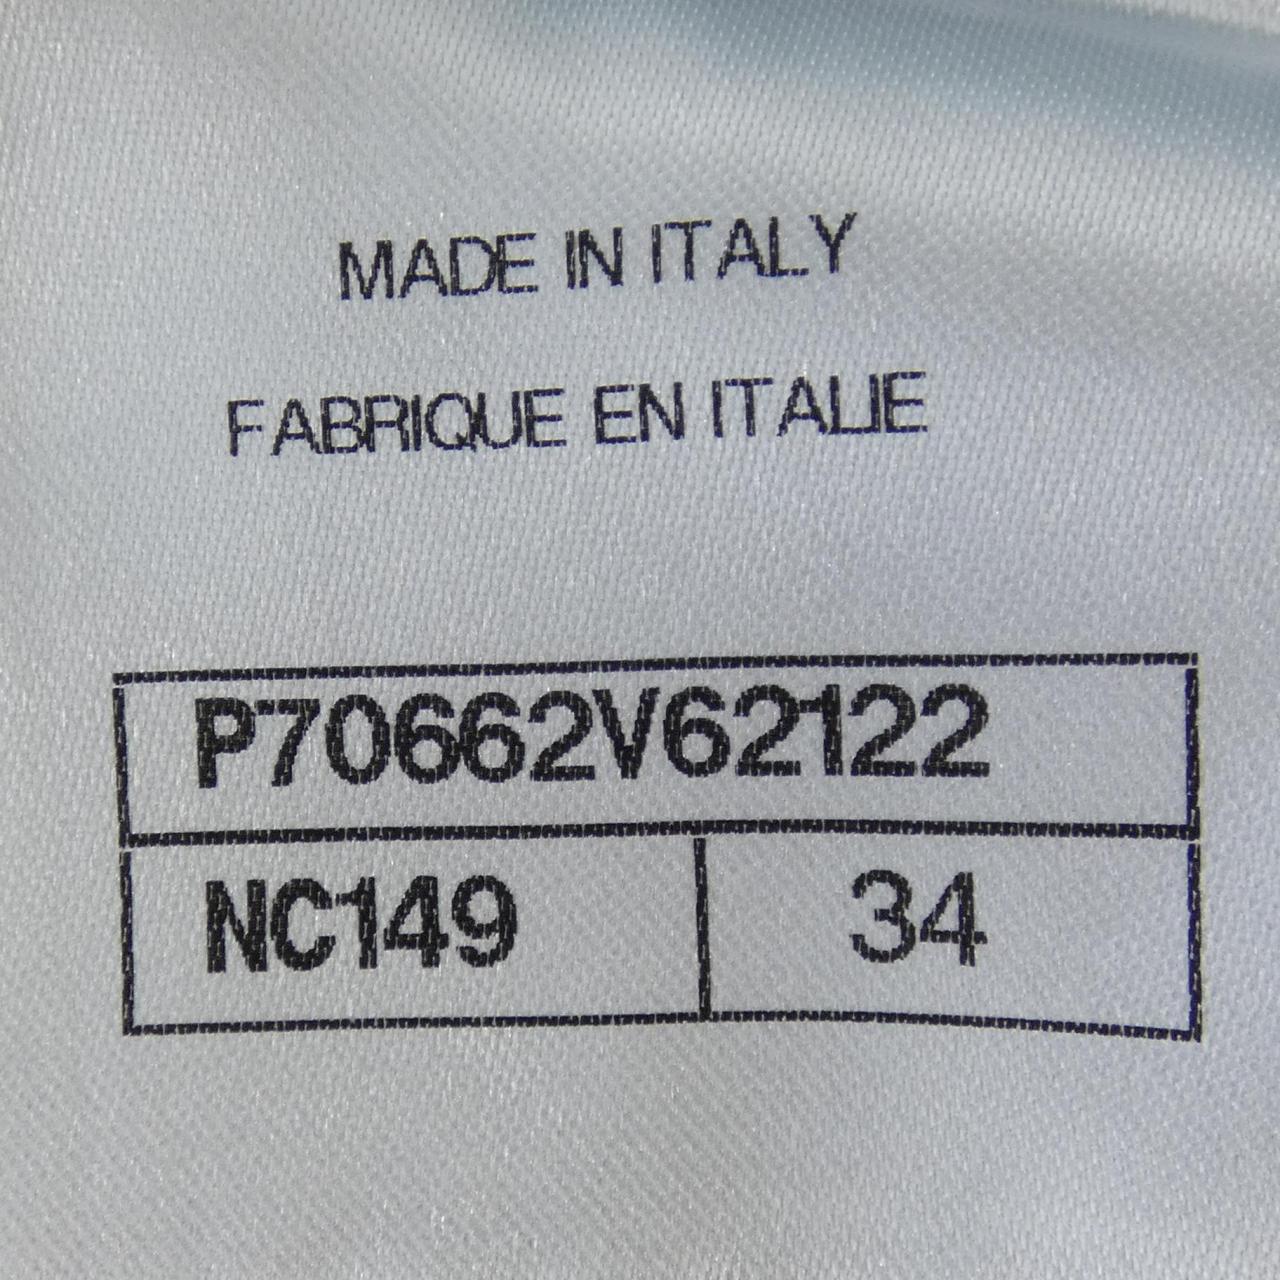 MADE IN ITALY
FABRIQUE EN ITALIE
P70662V62122
NC149 34